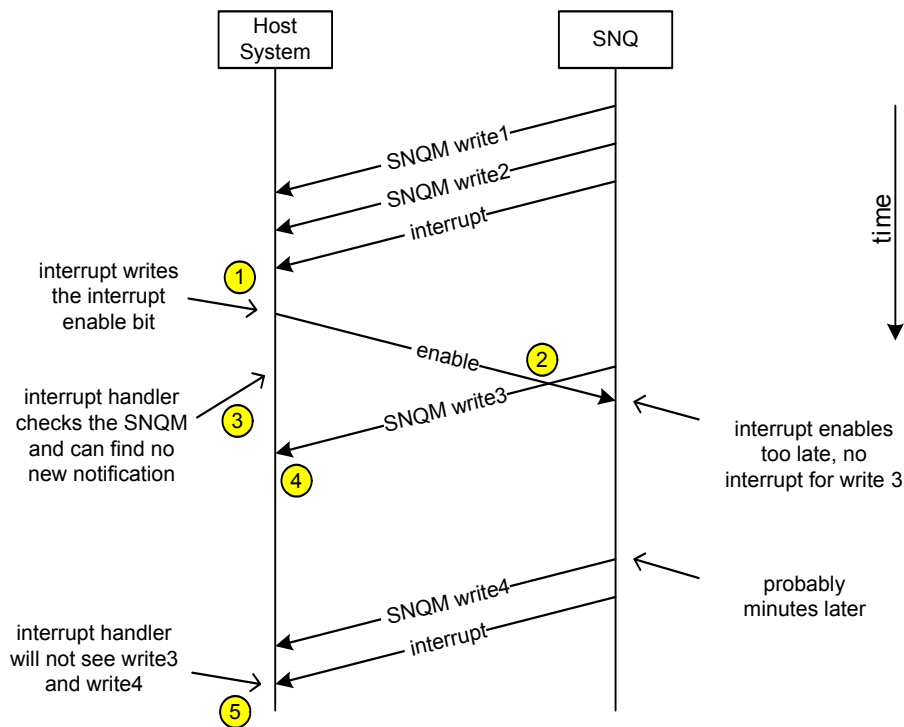 Host
System
SNQ
SNQM write1
SNQM write2
interrupt
time
1
interrupt writes
the interrupt
enable bit
enable
2
interrupt handler
checks the SNQM
and can find no
new notification
3
SNQM write3
4
interrupt enables
too late, no
interrupt for write 3
SNQM write4
probably
minutes later
interrupt
interrupt handler
will not see write3
and write4
5